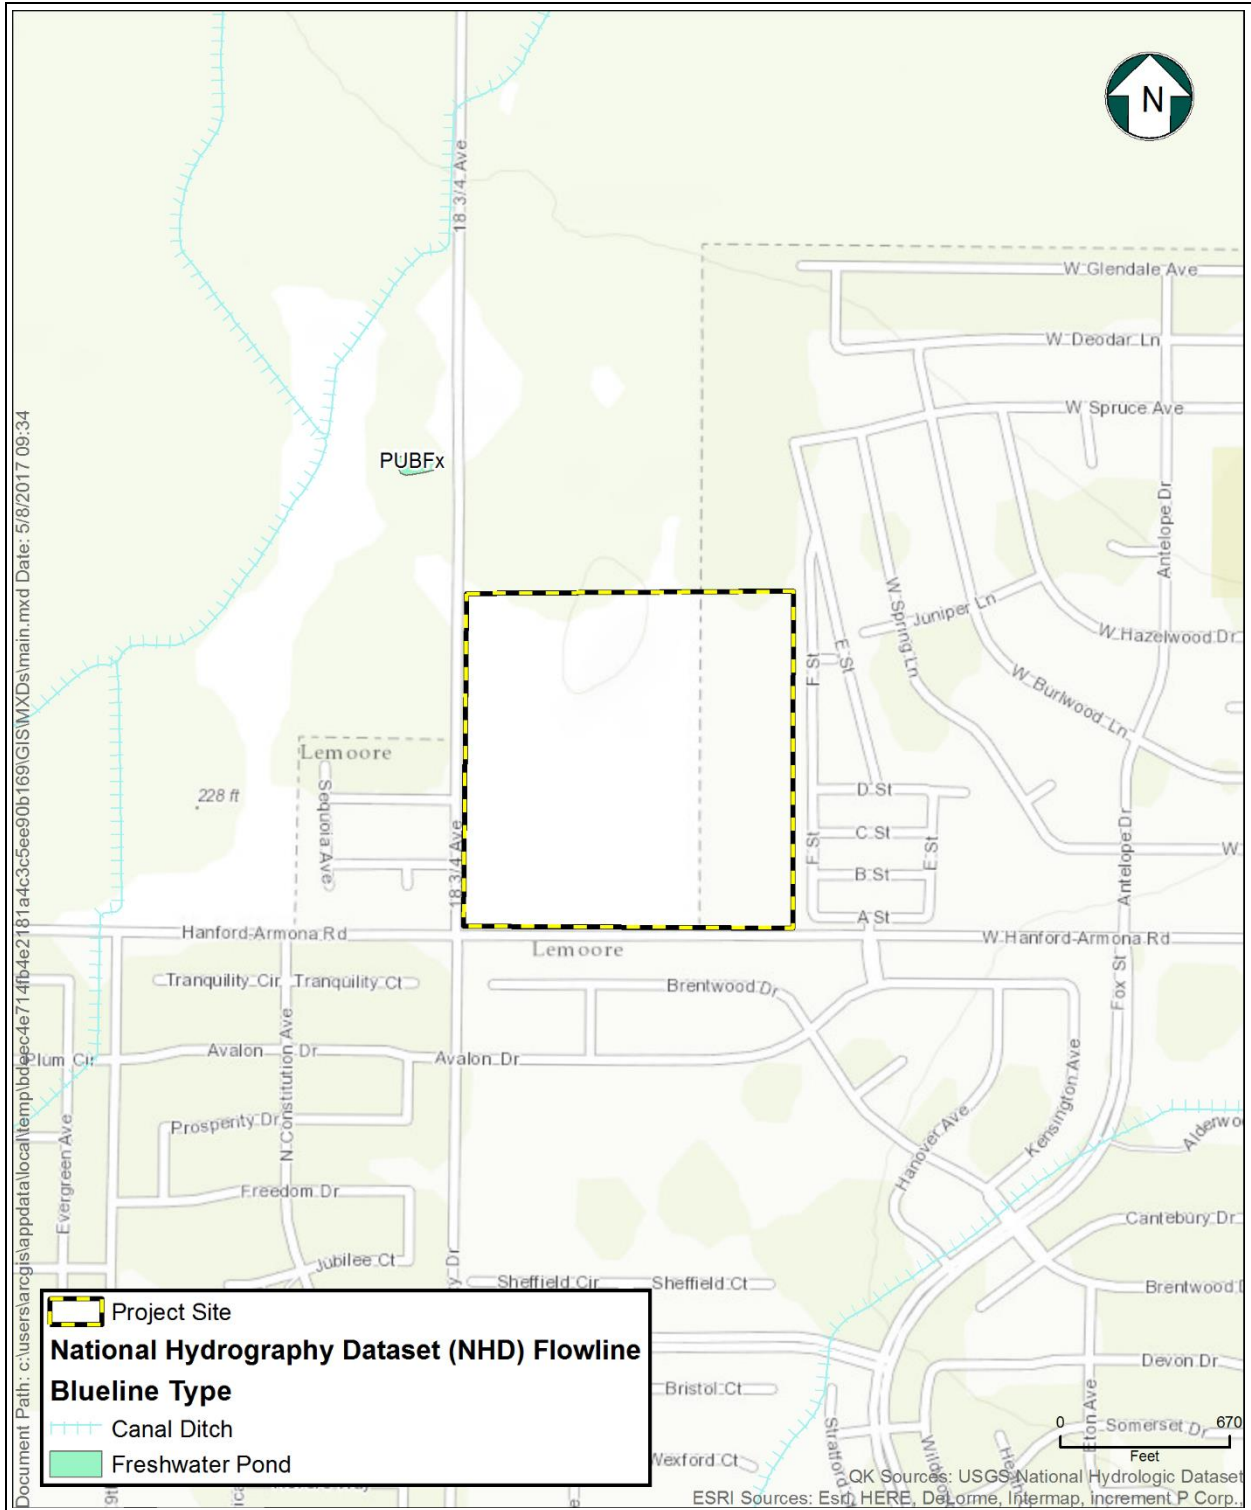 N
18 3/4 Ave
W Glendale Ave
W Deodar Ln
W Spruce Ave
PUBFx
Antelope Dr
W Spring Ln
Juniper Ln
W Hazelwood Dr
E St
F St
W Burlwood Ln
Lemoore
228 ft
Sequoia Ave
18 3/4 Ave
D St
C St
F St
E St
B St
A St
Antelope Dr
W
Hanford-Armona Rd
Lemoore
W Hanford-Armona Rd
Tranquility Cir
Tranquility Ct
Brentwood Dr
Fox St
Plum Cir
Avalon Dr
Avalon Dr
N Constitution Ave
Kensington Ave
Hanover Ave
Prosperity Dr
Evergreen Ave
Alderwo
Freedom Dr
Cantebury Dr
Jubilee Ct
y Dr
Sheffield Cir
Sheffield Ct
Brentwood D
Devon Dr
Bristol Ct
Eton Ave
Somerset Dr
Stratford
Wexford Ct
Project Site
National Hydrography Dataset (NHD) Flowline
Blueline Type
Canal Ditch
Freshwater Pond
0 670
Feet
QK Sources: USGS National Hydrologic Dataset
ESRI Sources: Esri, HERE, DeLorme, Intermap, increment P Corp.,
Document Path: c:\users\arcgis\appdata\local\temp\bdeec4e714fb4e2181a4c3c5ee90b169\GIS\MXDs\main.mxd Date: 5/8/2017 09:34